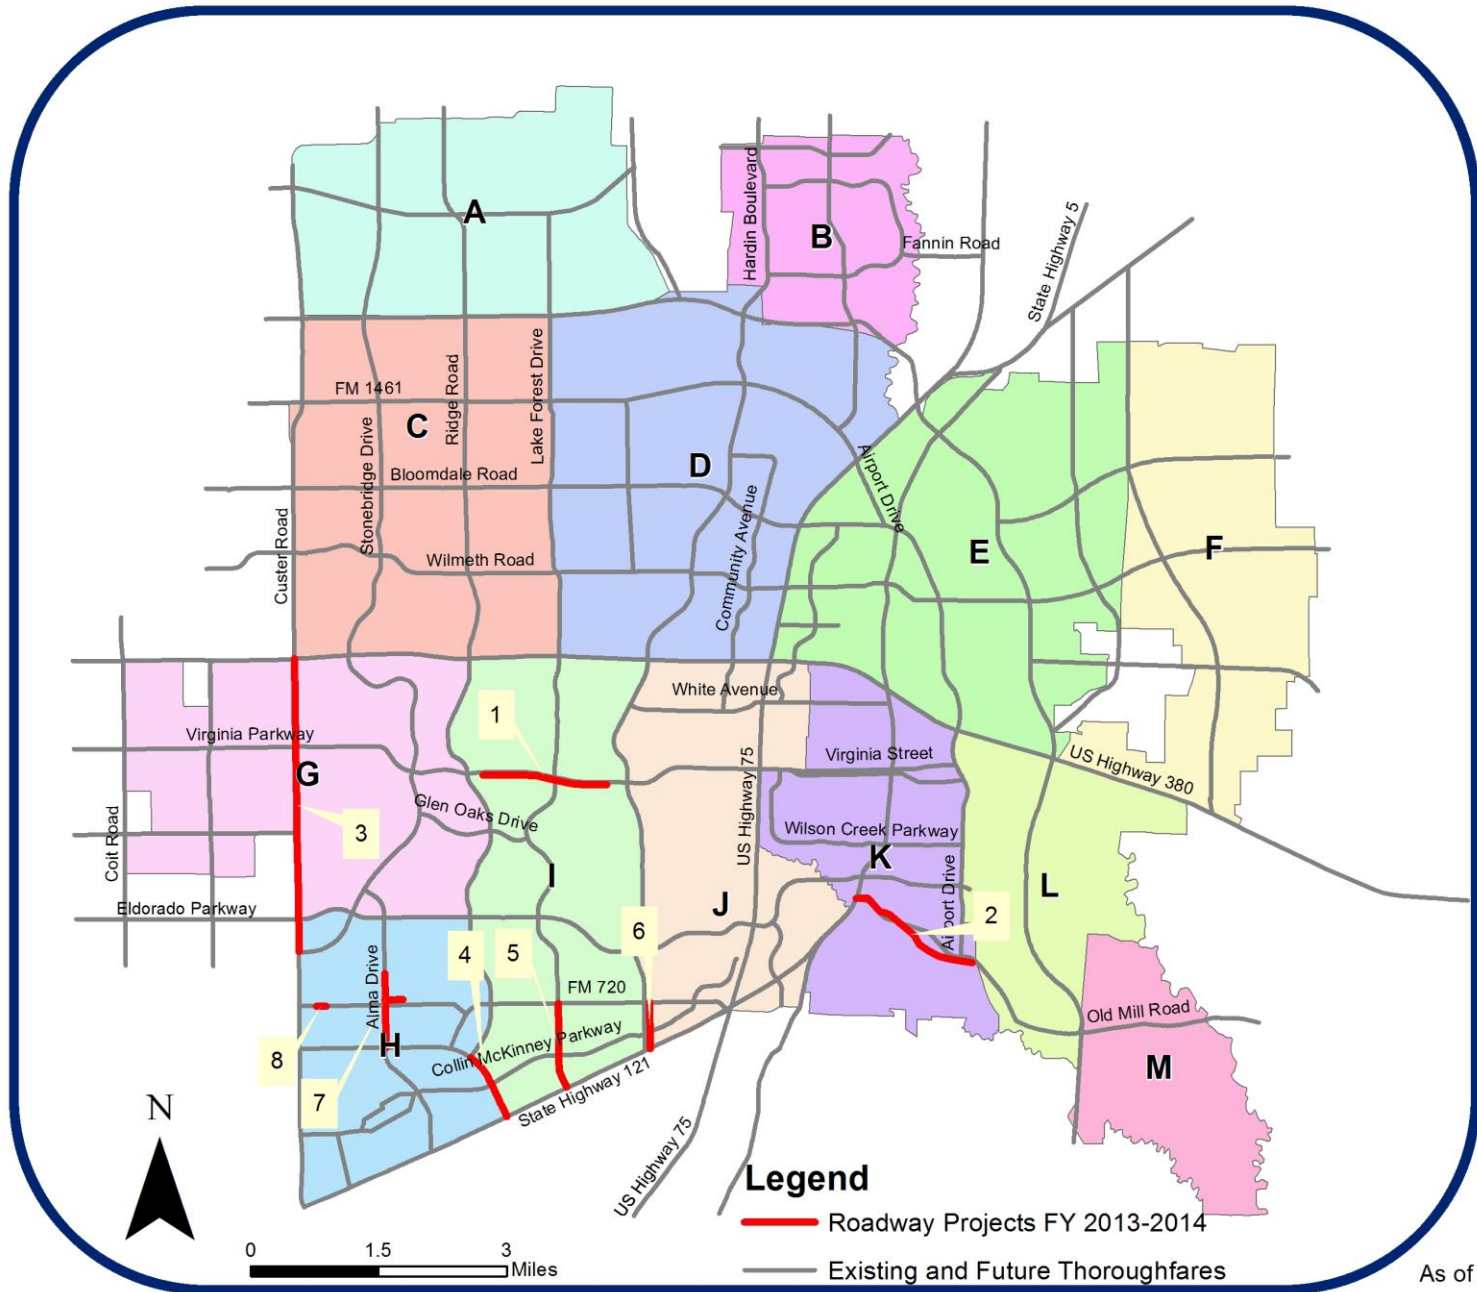 A
B
Hardin Boulevard
Fannin Road
State Highway 5
FM 1461
C
Ridge Road
Lake Forest Drive
Stonebridge Drive
Bloomdale Road
D
Airport Drive
Community Avenue
E
F
Custer Road
Wilmeth Road
White Avenue
1
Virginia Parkway
Virginia Street
US Highway 75
US Highway 380
G
3
Glen Oaks Drive
Coit Road
Wilson Creek Parkway
K
I
J
L
Airport Drive
2
Eldorado Parkway
4
5
6
Alma Drive
FM 720
Old Mill Road
H
8
7
Collin McKinney Parkway
State Highway 121
M
US Highway 75
N
0
1.5
3
Miles
Legend
Roadway Projects FY 2013-2014
Existing and Future Thoroughfares
As of